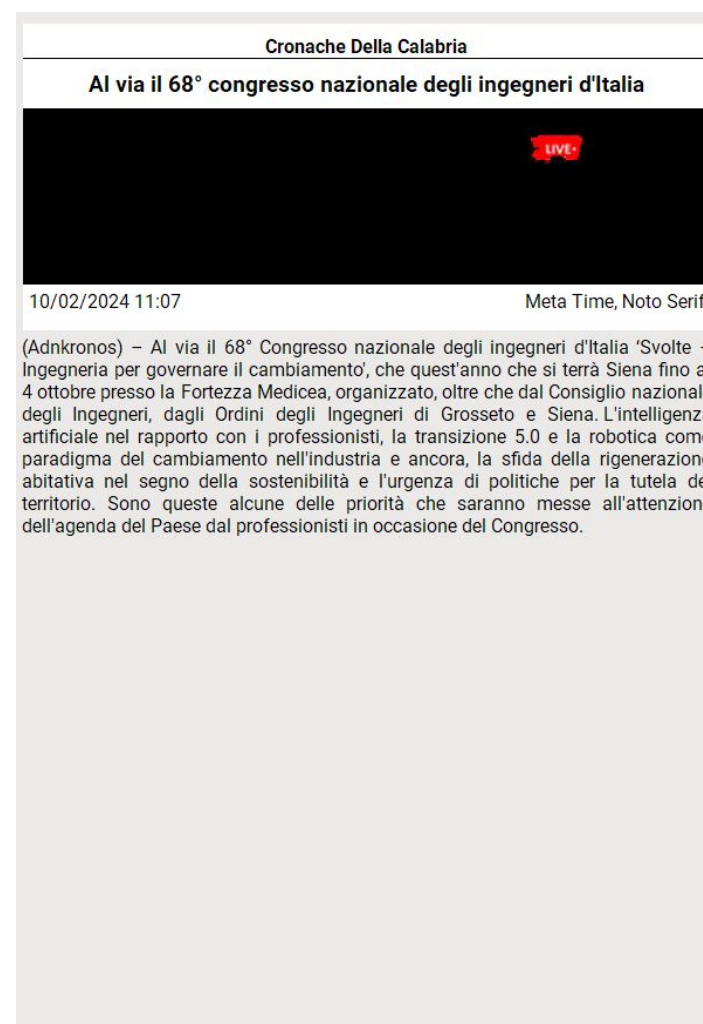 Cronache Della Calabria
Al via il 68° congresso nazionale degli ingegneri d'Italia
LIVE
10/02/2024 11:07
Meta Time, Noto Serif
(Adnkronos) – Al via il 68° Congresso nazionale degli ingegneri d'Italia ‘Svolte -
Ingegneria per governare il cambiamento', che quest'anno che si terrà Siena fino a
4 ottobre presso la Fortezza Medicea, organizzato, oltre che dal Consiglio nazional
degli Ingegneri, dagli Ordini degli Ingegneri di Grosseto e Siena. L'intelligenz
artificiale nel rapporto con i professionisti, la transizione 5.0 e la robotica com
paradigma del cambiamento nell'industria e ancora, la sfida della rigenerazion
abitativa nel segno della sostenibilità e l'urgenza di politiche per la tutela de
territorio. Sono queste alcune delle priorità che saranno messe all'attenzion
dell'agenda del Paese dal professionisti in occasione del Congresso.